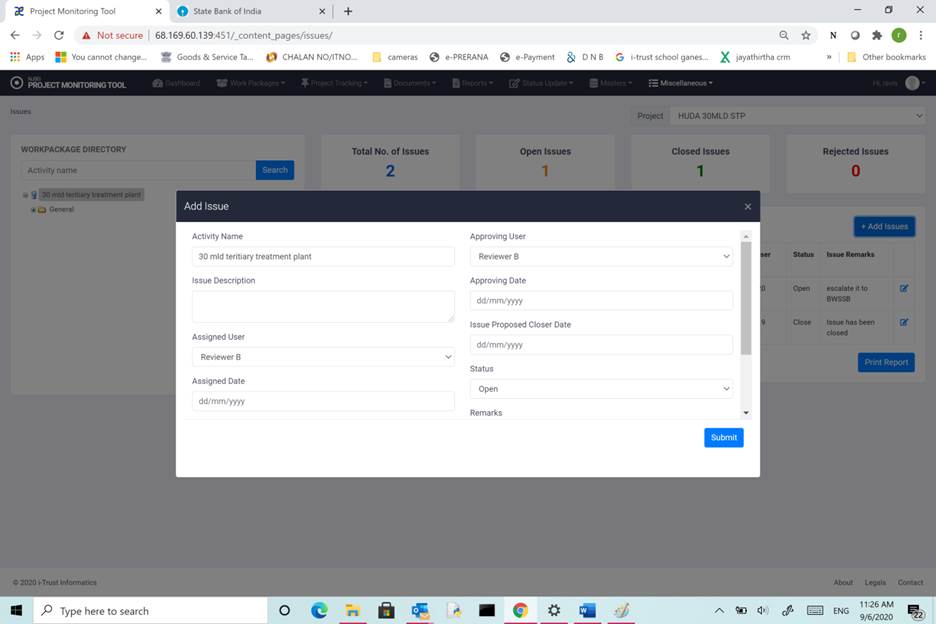 Project Monitoring Tool
State Bank of India
Not secure
68.169.60.139:451/_content_pages/issues/
N
r
Apps
You cannot change...
Goods & Service Ta...
CHALAN NO/ITNO...
cameras
e-PRERANA
e-Payment
D N B
i-trust school ganes...
jayathirtha crm
»
Other bookmarks
PROJECT MONITORING TOOL
Dashboard
Work Packages
Project Tracking
Documents
Reports
Status Update
Masters
Miscellaneous
Issues
Project
HUDA 30MLD STP
WORKPACKAGE DIRECTORY
Activity name
Search
30 mld teritiary treatment plant
General
Total No. of Issues
2
Open Issues
1
Closed Issues
1
Rejected Issues
0
+ Add Issues
Status
Issue Remarks
Open
escalate it to
BWSSB
Close
Issue has been
closed
Print Report
Add Issue
×
Activity Name
30 mld teritiary treatment plant
Issue Description
Assigned User
Reviewer B
Assigned Date
dd/mm/yyyy
Approving User
Reviewer B
Approving Date
dd/mm/yyyy
Issue Proposed Closer Date
dd/mm/yyyy
Status
Open
Remarks
Submit
© 2020 i-Trust Informatics
About
Legals
Contact
Type here to search
ENG
11:26 AM
9/6/2020
22